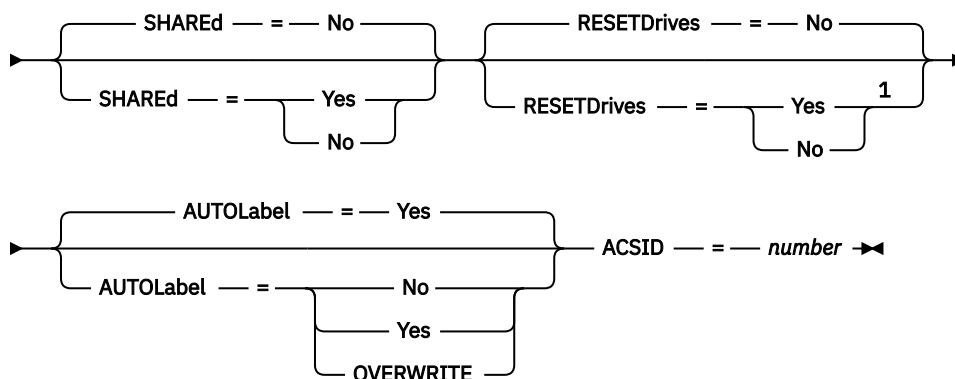 SHAREd = No RESETDrives = No
SHAREd = Yes RESETDrives = Yes 1
No No
AUTOLabel = Yes
ACSID = number
AUTOLabel = No
Yes
OVERWRITE